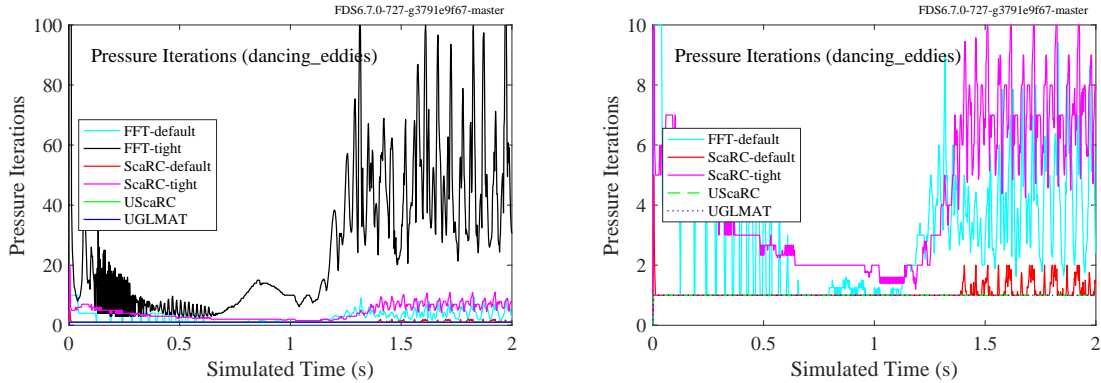 FDS6.7.0-727-g3791e9f67-master
Pressure Iterations (dancing_eddies)
100
80
60
40
20
0
Pressure Iterations
FFT-default
FFT-tight
ScaRC-default
ScaRC-tight
UScaRC
UGLMAT
0
0.5
1
1.5
2
Simulated Time (s)
FDS6.7.0-727-g3791e9f67-master
Pressure Iterations (dancing_eddies)
10
8
6
4
2
0
Pressure Iterations
FFT-default
ScaRC-default
ScaRC-tight
UScaRC
UGLMAT
0
0.5
1
1.5
2
Simulated Time (s)